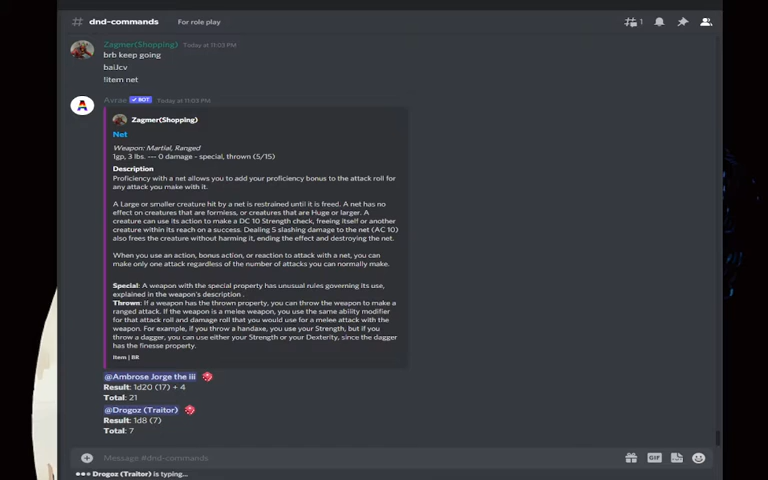 # dnd-commands For role play 1
Zagmer(Shopping) Today at 11:03 PM
brb keep going
baiJcv
!item net
Avrae ✓ BOT Today at 11:03 PM
Zagmer(Shopping)
Net
Weapon: Martial, Ranged
1gp, 3 lbs. --- 0 damage - special, thrown (5/15)
Description
Proficiency with a net allows you to add your proficiency bonus to the attack roll for
any attack you make with it.
A Large or smaller creature hit by a net is restrained until it is freed. A net has no
effect on creatures that are formless, or creatures that are Huge or larger. A
creature can use its action to make a DC 10 Strength check, freeing itself or another
creature within its reach on a success. Dealing 5 slashing damage to the net (AC 10)
also frees the creature without harming it, ending the effect and destroying the net.
When you use an action, bonus action, or reaction to attack with a net, you can
make only one attack regardless of the number of attacks you can normally make.
Special: A weapon with the special property has unusual rules governing its use,
explained in the weapon's description .
Thrown: If a weapon has the thrown property, you can throw the weapon to make a
ranged attack. If the weapon is a melee weapon, you use the same ability modifier
for that attack roll and damage roll that you would use for a melee attack with the
weapon. For example, if you throw a handaxe, you use your Strength, but if you
throw a dagger, you can use either your Strength or your Dexterity, since the dagger
has the finesse property.
Item | BR
@Ambrose Jorge the iii
Result: 1d20 (17) + 4
Total: 21
@Drogoz (Traitor)
Result: 1d8 (7)
Total: 7
Message #dnd-commands GIF
Drogoz (Traitor) is typing...